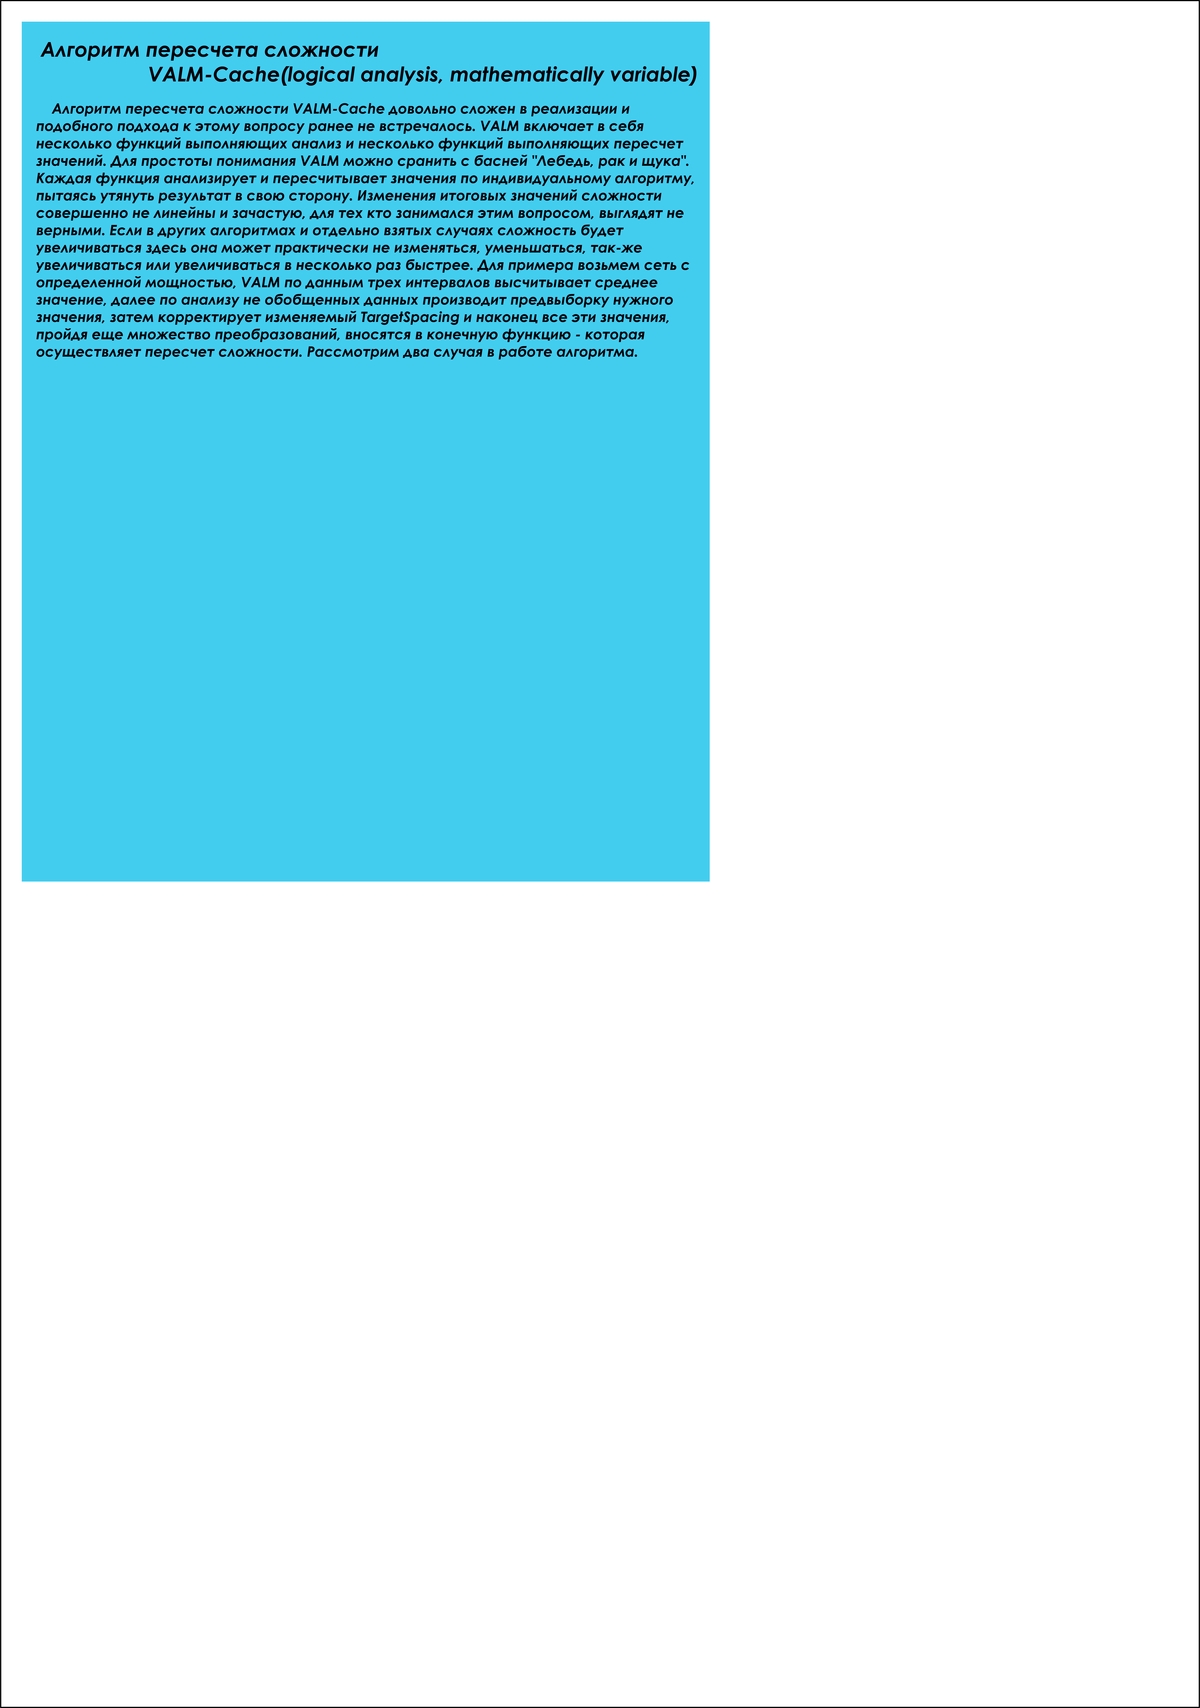 Алгоритм пересчета сложности
VALM-Cache(logical analysis, mathematically variable)
Алгоритм пересчета сложности VALM-Cache довольно сложен в реализации и
подобного подхода к этому вопросу ранее не встречалось. VALM включает в себя
несколько функций выполняющих анализ и несколько функций выполняющих пересчет
значений. Для простоты понимания VALM можно сранить с басней "Лебедь, рак и щука".
Каждая функция анализирует и пересчитывает значения по индивидуальному алгоритму,
пытаясь утянуть результат в свою сторону. Изменения итоговых значений сложности
совершенно не линейны и зачастую, для тех кто занимался этим вопросом, выглядят не
верными. Если в других алгоритмах и отдельно взятых случаях сложность будет
увеличиваться здесь она может практически не изменяться, уменьшаться, так-же
увеличиваться или увеличиваться в несколько раз быстрее. Для примера возьмем сеть с
определенной мощностью, VALM по данным трех интервалов высчитывает среднее
значение, далее по анализу не обобщенных данных производит предвыборку нужного
значения, затем корректирует изменяемый TargetSpacing и наконец все эти значения,
пройдя еще множество преобразований, вносятся в конечную функцию - которая
осуществляет пересчет сложности. Рассмотрим два случая в работе алгоритма.